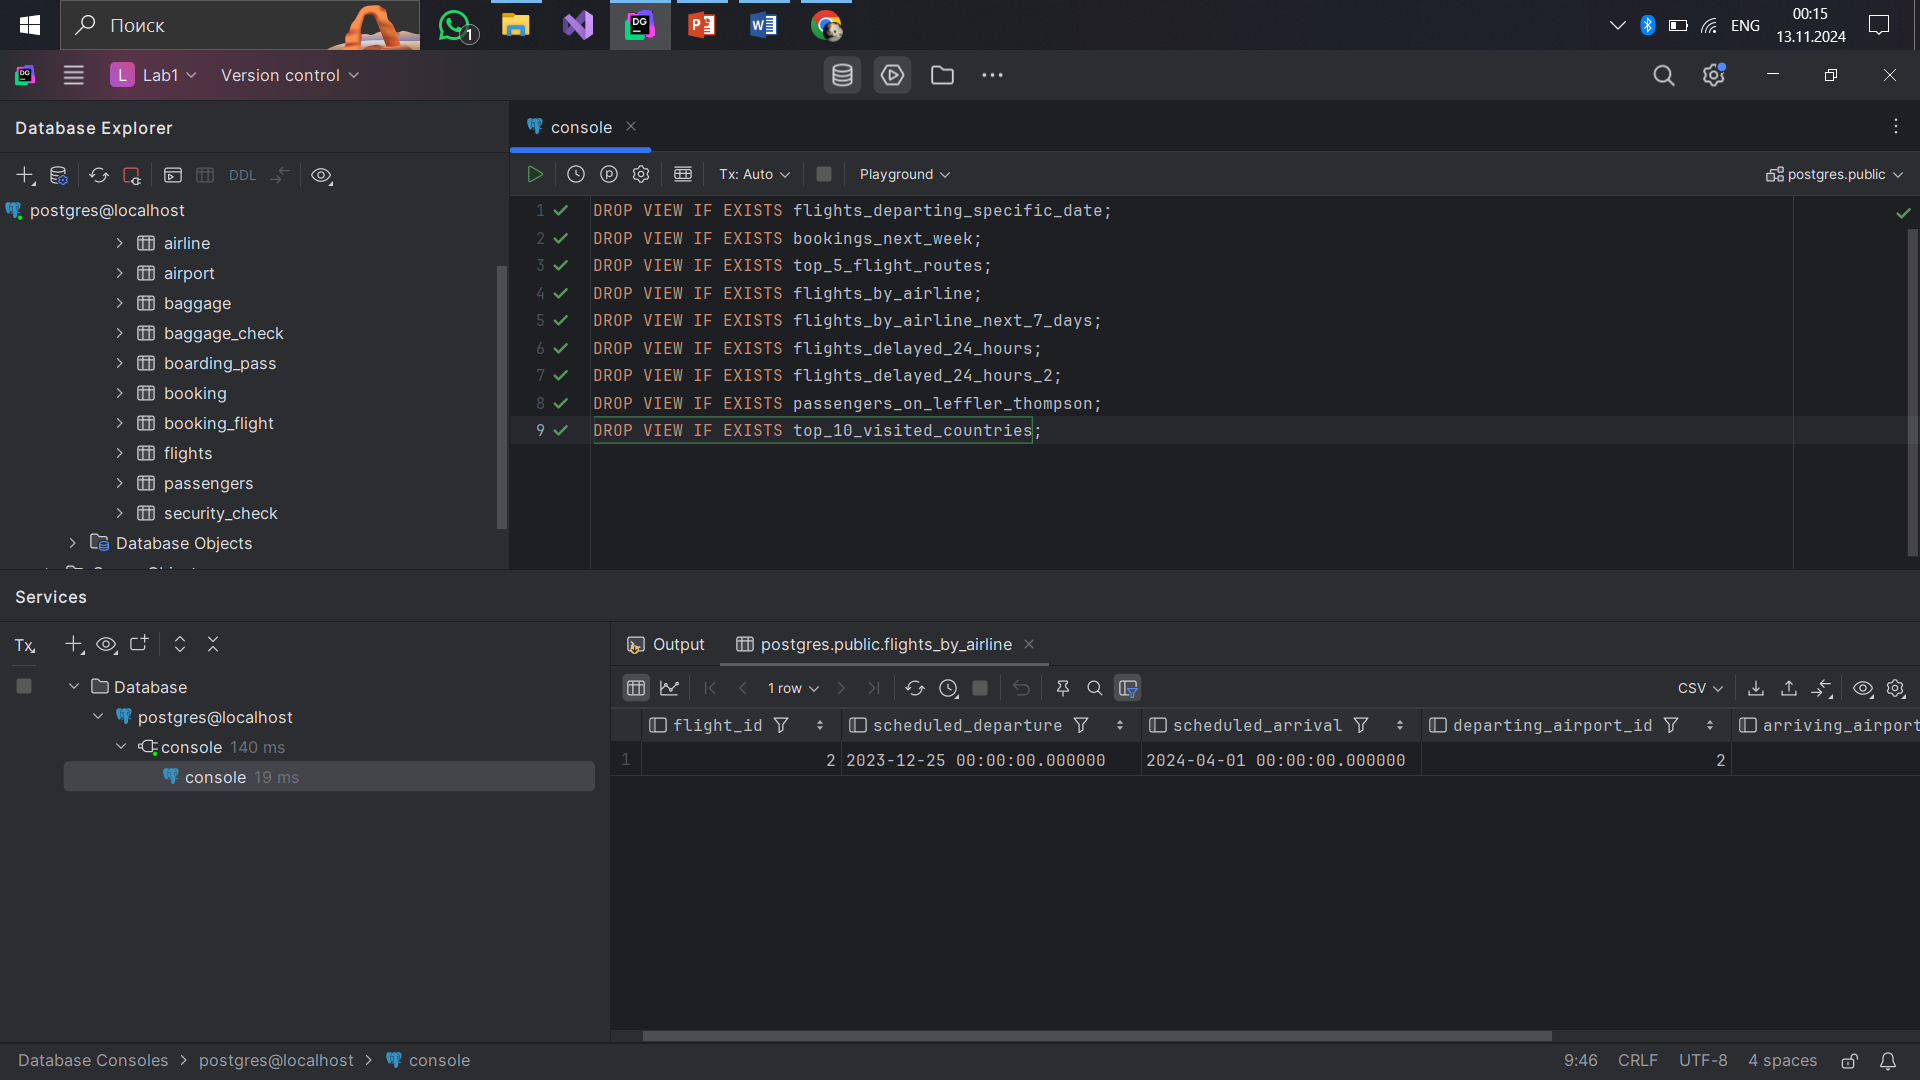 Поиск
1
ENG
00:15
13.11.2024
L Lab1
Version control
Database Explorer
DDL
postgres@localhost
airline
airport
baggage
baggage_check
boarding_pass
booking
booking_flight
flights
passengers
security_check
Database Objects
console
Tx: Auto
Playground
postgres.public
1 DROP VIEW IF EXISTS flights_departing_specific_date;
2 DROP VIEW IF EXISTS bookings_next_week;
3 DROP VIEW IF EXISTS top_5_flight_routes;
4 DROP VIEW IF EXISTS flights_by_airline;
5 DROP VIEW IF EXISTS flights_by_airline_next_7_days;
6 DROP VIEW IF EXISTS flights_delayed_24_hours;
7 DROP VIEW IF EXISTS flights_delayed_24_hours_2;
8 DROP VIEW IF EXISTS passengers_on_leffler_thompson;
9 DROP VIEW IF EXISTS top_10_visited_countries;
Services
Tx
Database
postgres@localhost
console 140 ms
console 19 ms
Output
postgres.public.flights_by_airline
1 row
CSV
flight_id scheduled_departure scheduled_arrival departing_airport_id arriving_airport
1 2 2023-12-25 00:00:00.000000 2024-04-01 00:00:00.000000 2
Database Consoles > postgres@localhost > console
9:46 CRLF UTF-8 4 spaces